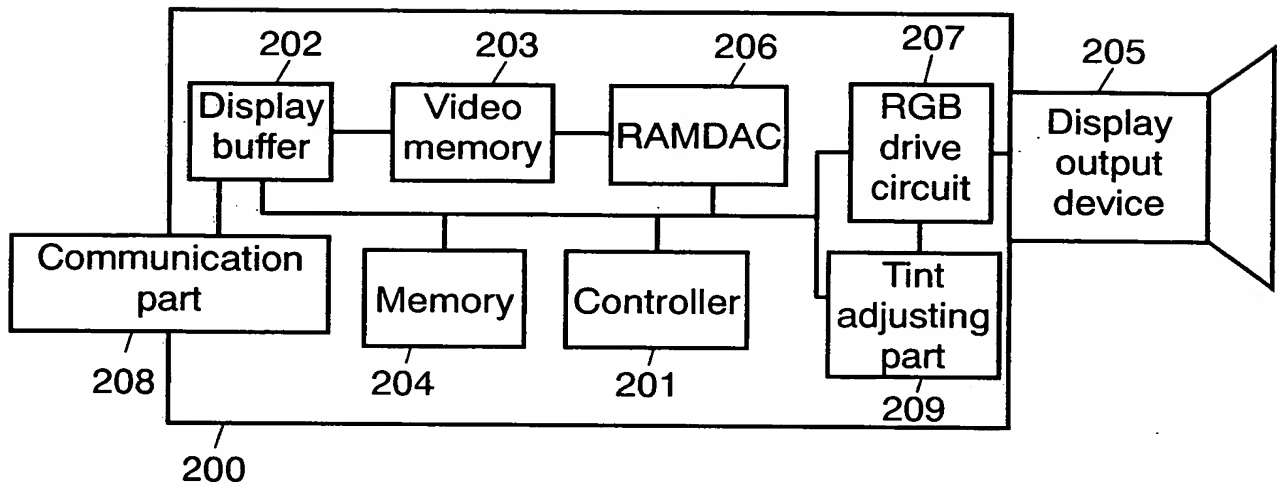 202
203
206
207
205
Display
buffer
Video
memory
RAMDAC
RGB
drive
circuit
Display
output
device
Communication
part
Memory
Controller
Tint
adjusting
part
208
204
201
209
200